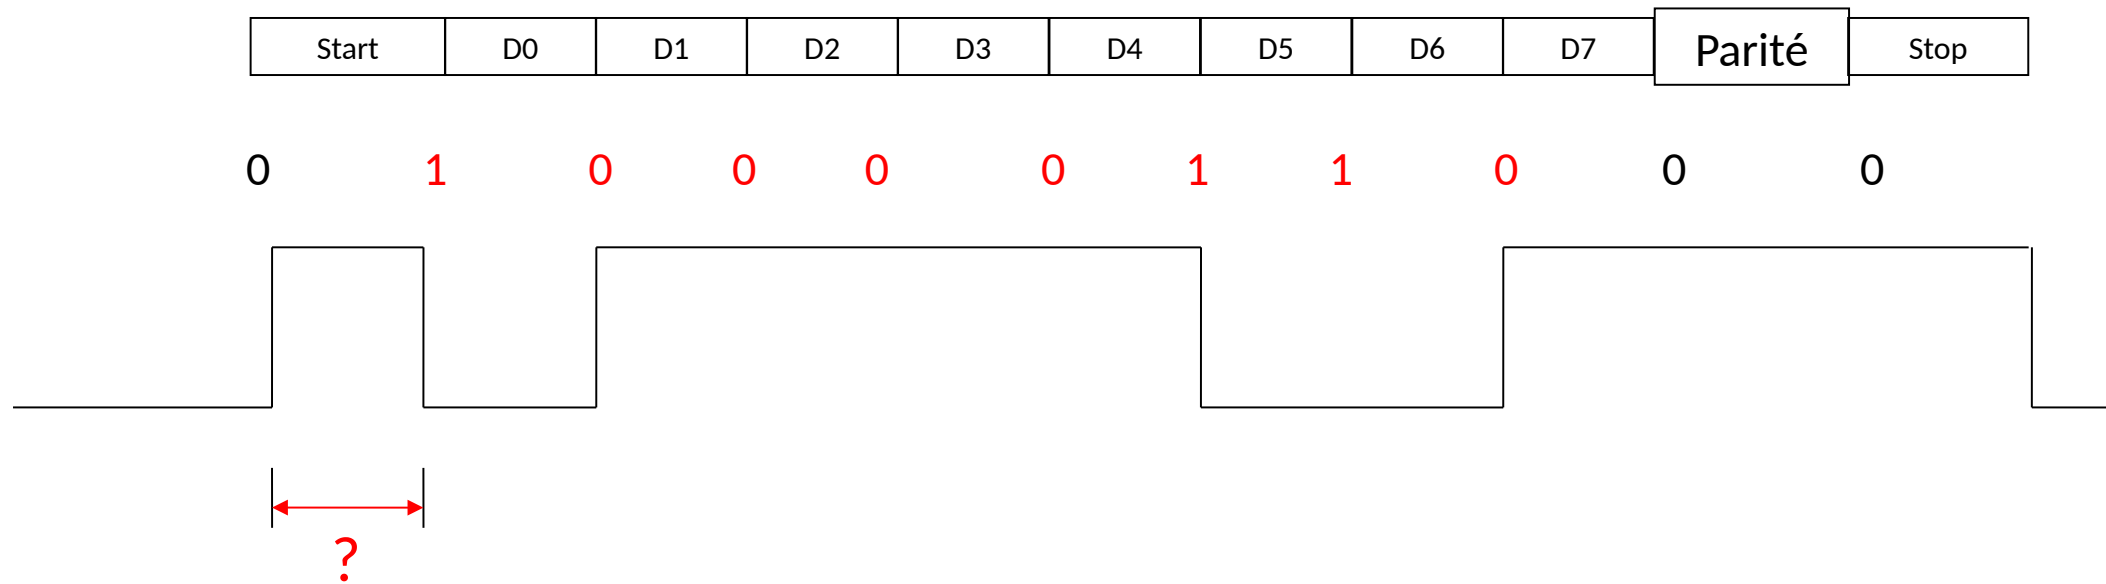 Start D0 D1 D2 D3 D4 D5 D6 D7 Parité Stop
0 1 0 0 0 0 1 1 0 0 0
?